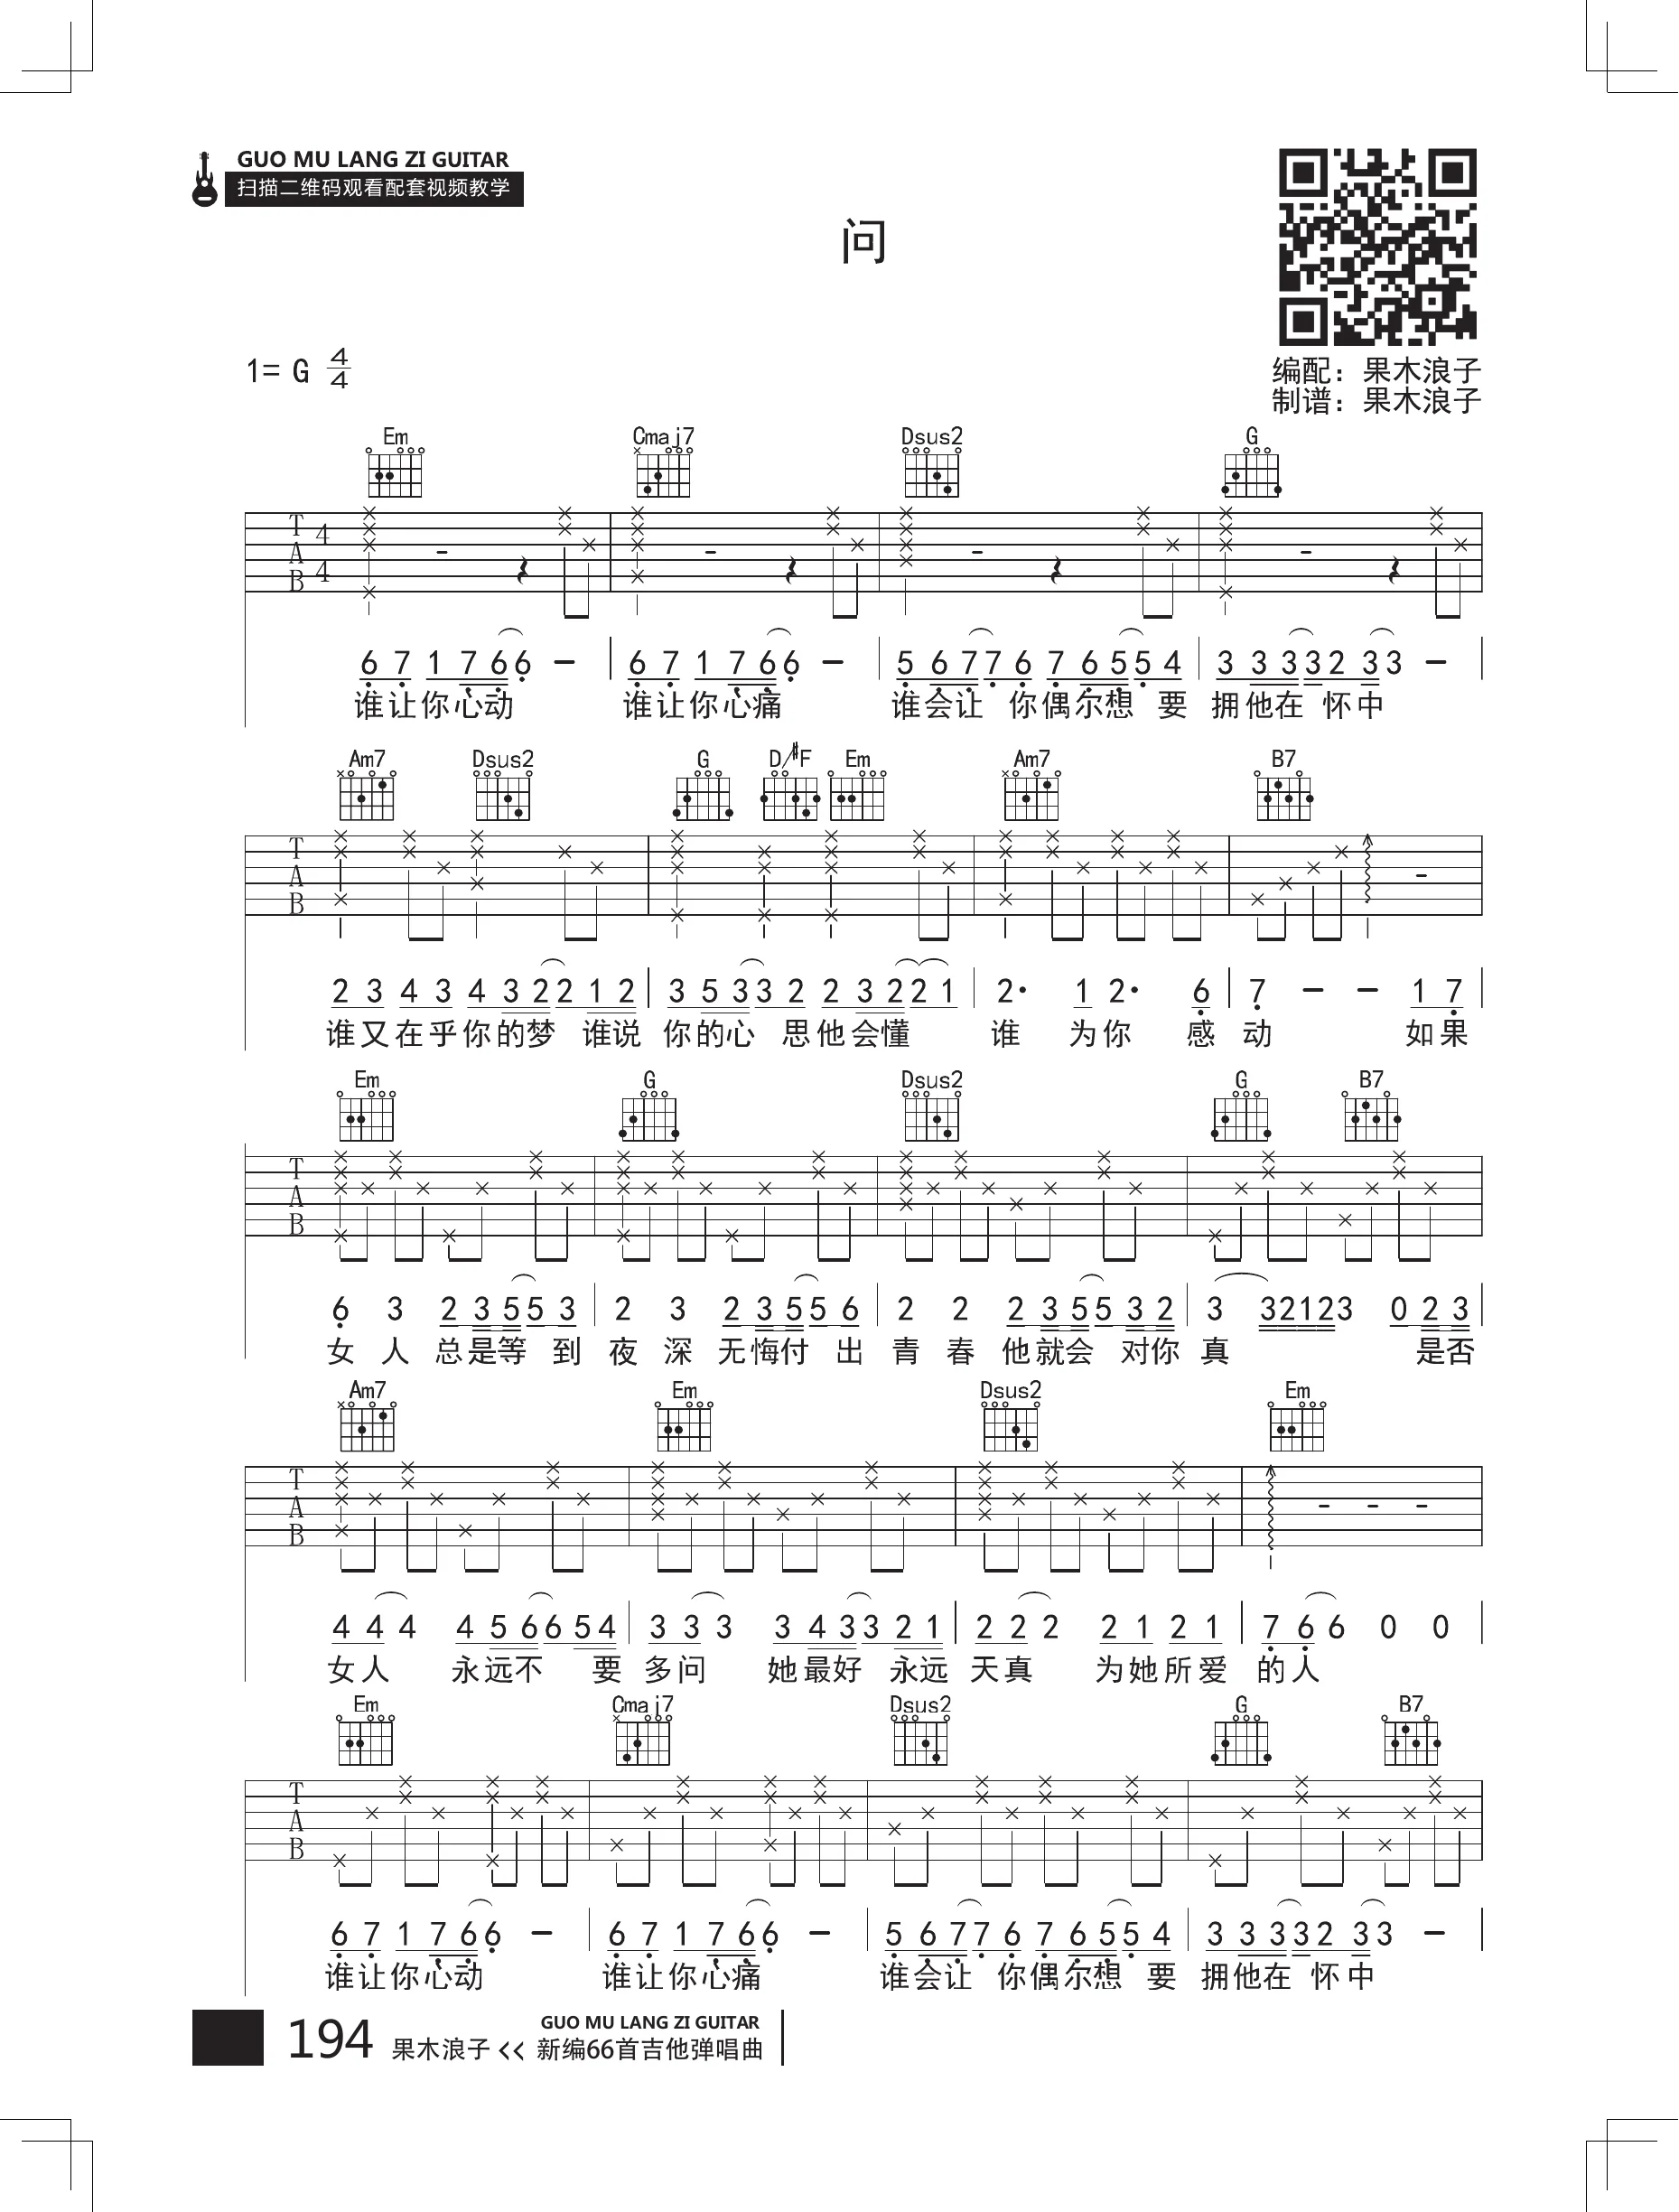 GUO MU LANG ZI GUITAR
扫描二维码观看配套视频教学
问
1= G 4/4
编配：果木浪子
制谱：果木浪子
Em Cmaj7 Dsus2 G
T A B 4/4
6 7 1 7 6 6 - 6 7 1 7 6 6 - 5 6 7 7 6 7 6 5 5 4 3 3 3 3 2 3 3 -
谁让你心动 谁让你心痛 谁会让 你偶尔想 要 拥他在 怀中
Am7 Dsus2 G D/#F Em Am7 B7
T A B
2 3 4 3 4 3 2 2 1 2 3 5 3 3 2 2 3 2 2 1 2· 1 2· 6 7 - - 1 7
谁又在乎你的梦 谁说 你的心 思他会懂 谁 为你 感 动 如果
Em G Dsus2 G B7
T A B
6 3 2 3 5 5 3 2 3 2 3 5 5 6 2 2 2 3 5 5 3 2 3 3 2 1 2 3 0 2 3
女 人 总是等 到 夜 深 无悔付 出 青 春 他就会 对你 真 是否
Am7 Em Dsus2 Em
T A B
4 4 4 4 5 6 6 5 4 3 3 3 3 4 3 3 2 1 2 2 2 2 1 2 1 7 6 6 0 0
女人 永远不 要 多问 她最好 永远 天真 为她所爱 的人
Em Cmaj7 Dsus2 G B7
T A B
6 7 1 7 6 6 - 6 7 1 7 6 6 - 5 6 7 7 6 7 6 5 5 4 3 3 3 3 2 3 3 -
谁让你心动 谁让你心痛 谁会让 你偶尔想 要 拥他在 怀中
194 果木浪子 << GUO MU LANG ZI GUITAR
新编66首吉他弹唱曲